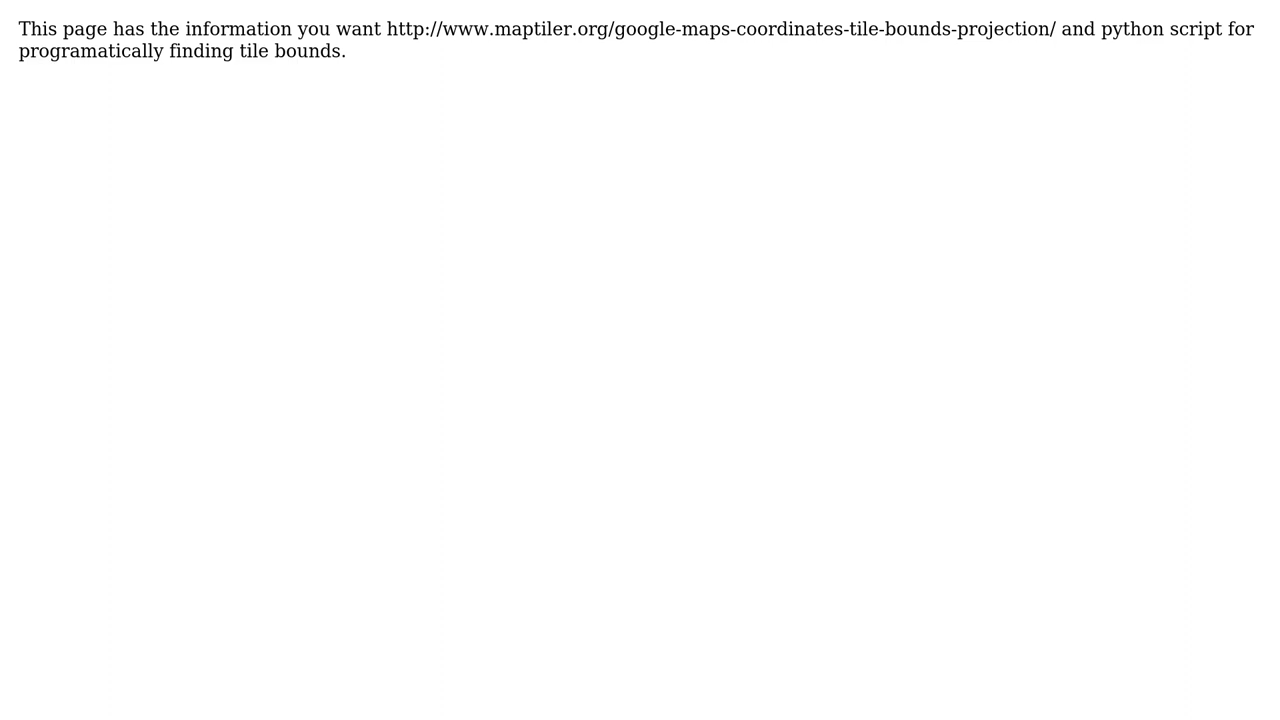 This page has the information you want http://www.maptiler.org/google-maps-coordinates-tile-bounds-projection/ and python script for
programatically finding tile bounds.